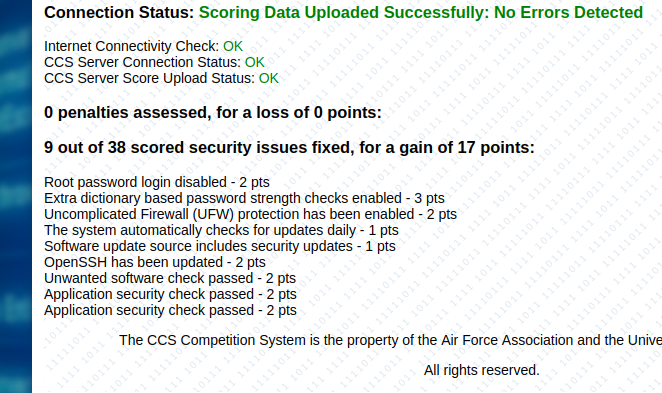 Connection Status: Scoring Data Uploaded Successfully: No Errors Detected
Internet Connectivity Check: OK
CCS Server Connection Status: OK
CCS Server Score Upload Status: OK
0 penalties assessed, for a loss of 0 points:
9 out of 38 scored security issues fixed, for a gain of 17 points:
Root password login disabled - 2 pts
Extra dictionary based password strength checks enabled - 3 pts
Uncomplicated Firewall (UFW) protection has been enabled - 2 pts
The system automatically checks for updates daily - 1 pts
Software update source includes security updates - 1 pts
OpenSSH has been updated - 2 pts
Unwanted software check passed - 2 pts
Application security check passed - 2 pts
Application security check passed - 2 pts
The CCS Competition System is the property of the Air Force Association and the Unive
All rights reserved.